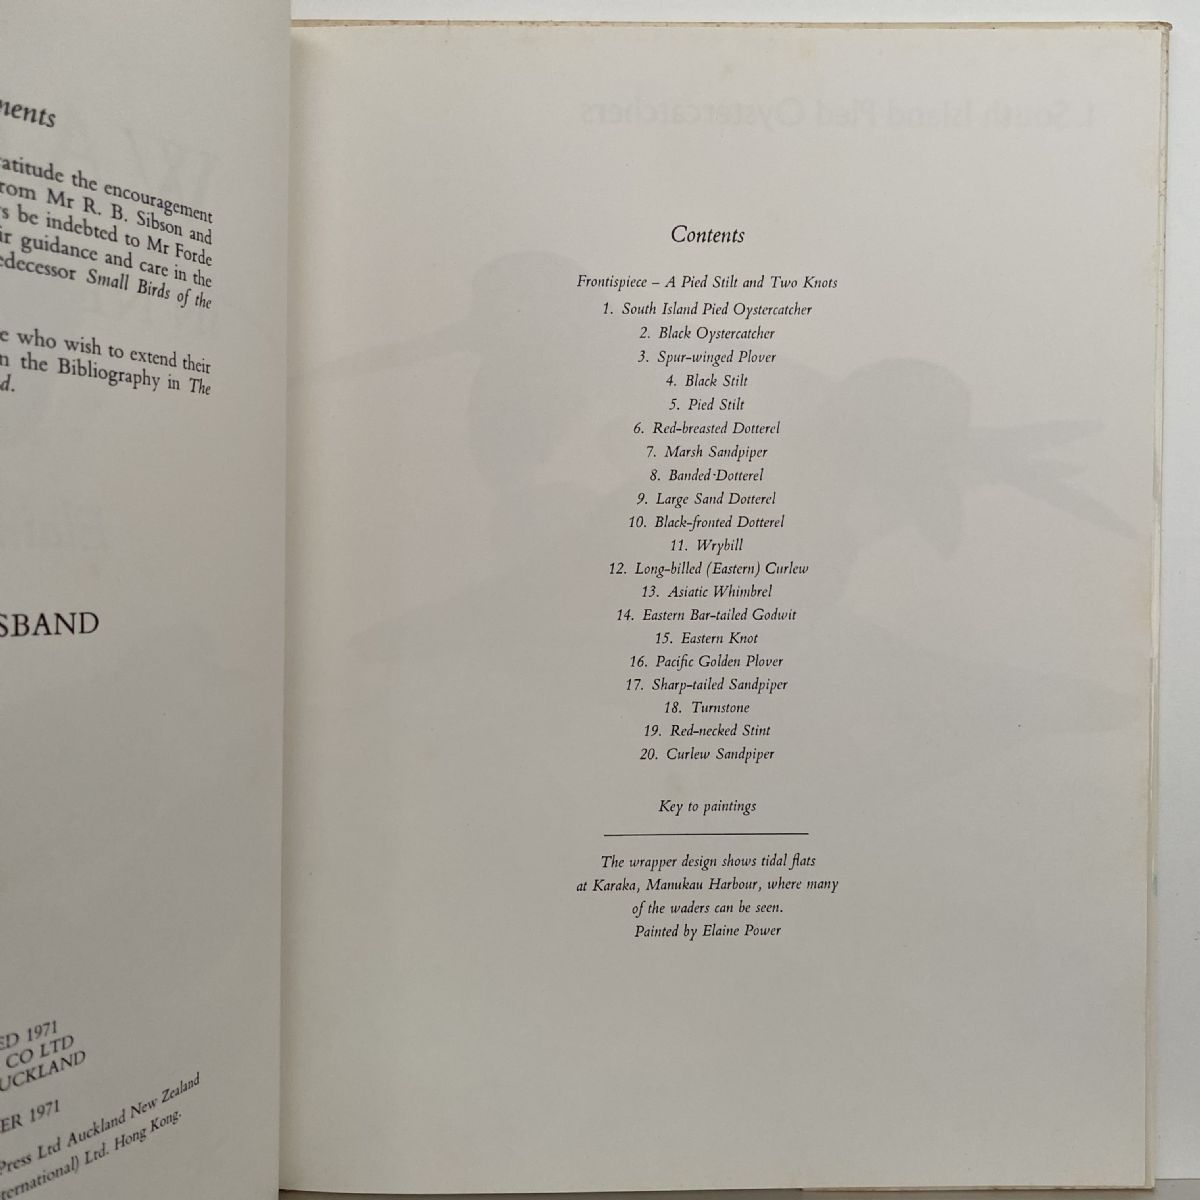 ments
atitude the encouragement
rom Mr R. B. Sibson and
s be indebted to Mr Forde
ir guidance and care in the
edecessor Small Birds of the
e who wish to extend their
n the Bibliography in The
d.
SBAND
ED 1971
CO LTD
UCKLAND
ER 1971
Press Ltd Auckland New Zealand
ternational) Ltd. Hong Kong.
1. South Island Pied Oystercatchers
Contents
Frontispiece – A Pied Stilt and Two Knots
1. South Island Pied Oystercatcher
2. Black Oystercatcher
3. Spur-winged Plover
4. Black Stilt
5. Pied Stilt
6. Red-breasted Dotterel
7. Marsh Sandpiper
8. Banded Dotterel
9. Large Sand Dotterel
10. Black-fronted Dotterel
11. Wrybill
12. Long-billed (Eastern) Curlew
13. Asiatic Whimbrel
14. Eastern Bar-tailed Godwit
15. Eastern Knot
16. Pacific Golden Plover
17. Sharp-tailed Sandpiper
18. Turnstone
19. Red-necked Stint
20. Curlew Sandpiper
Key to paintings
The wrapper design shows tidal flats
at Karaka, Manukau Harbour, where many
of the waders can be seen.
Painted by Elaine Power